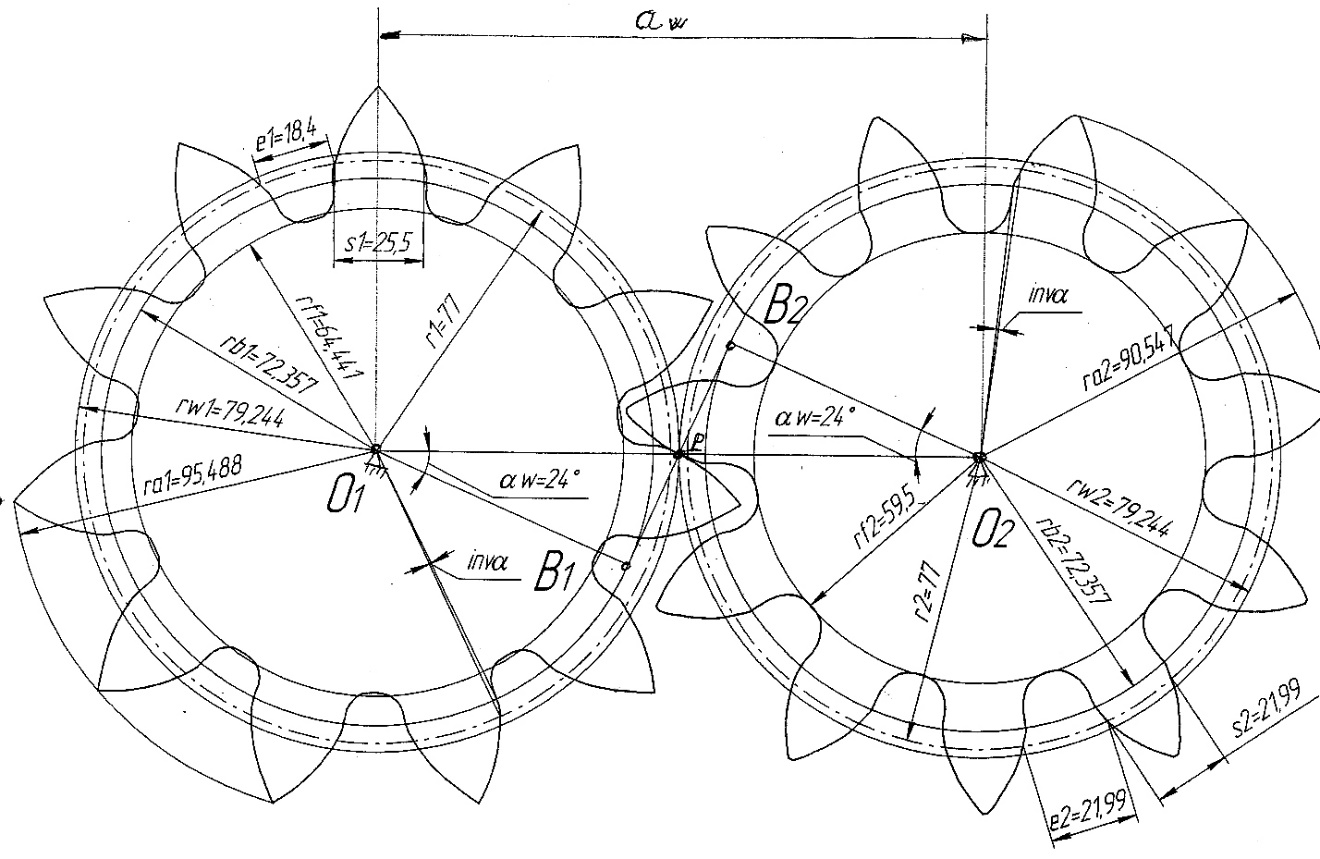 aw
e1=18,4
s1=25,5
rf1=64,441
r1=77
rb1=72,357
rw1=79,244
ra1=95,488
O1
αw=24°
invα
B1
P
B2
invα
ra2=90,547
αw=24°
O2
rf2=59,5
rw2=79,244
rb2=72,357
r2=77
s2=21,99
e2=21,99